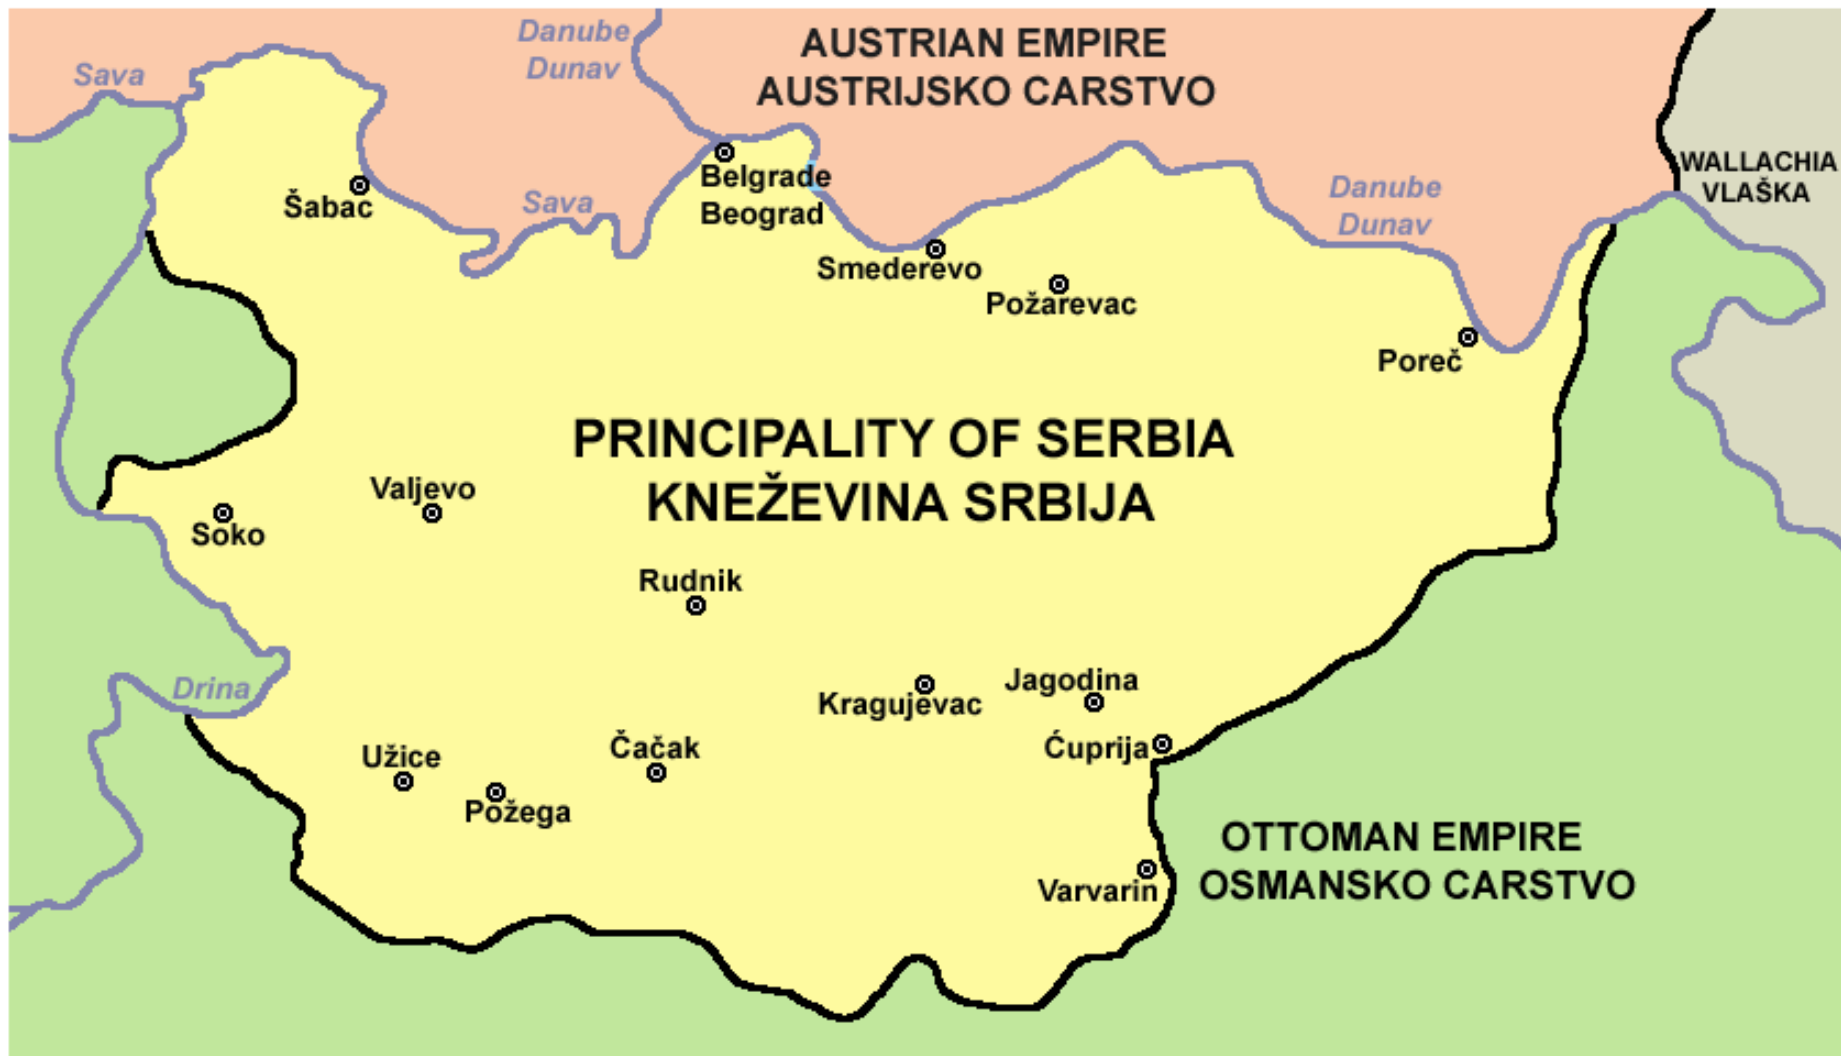 Danube
Dunav
AUSTRIAN EMPIRE
AUSTRIJSKO CARSTVO
Sava
WALLACHIA
VLAŠKA
Belgrade
Beograd
Šabac
Sava
Danube
Dunav
Smederevo
Požarevac
Poreč
PRINCIPALITY OF SERBIA
KNEŽEVINA SRBIJA
Valjevo
Soko
Rudnik
Jagodina
Kragujevac
Drina
Čačak
Ćuprija
Užice
Požega
OTTOMAN EMPIRE
OSMANSKO CARSTVO
Varvarin